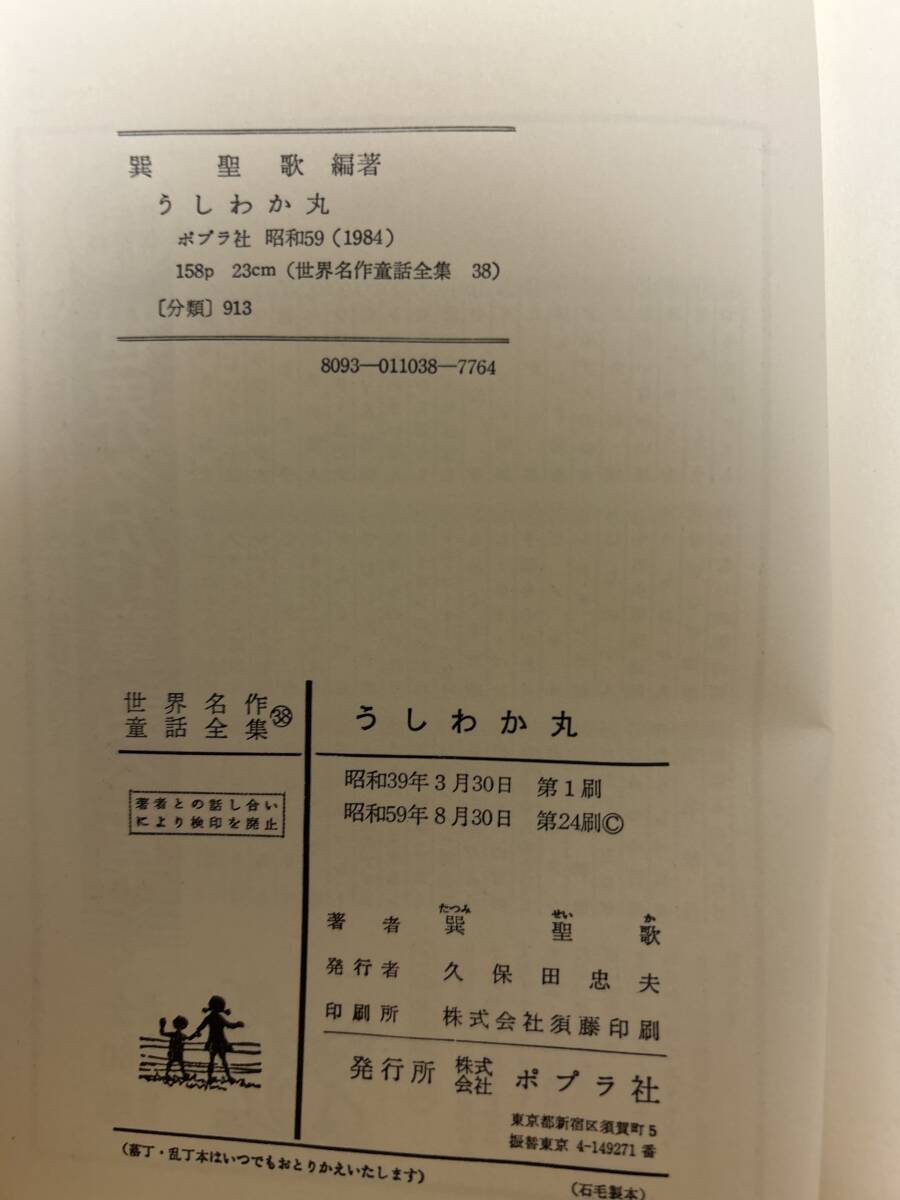 巽 聖歌 編著
うしわか丸
ポプラ社 昭和59(1984)
158p 23cm(世界名作童話全集 38)
〔分類〕913
8093—011038—7764
世界名作
童話全集㊳
うしわか丸
著者との話し合い
により検印を廃止
昭和39年3月30日 第1刷
昭和59年8月30日 第24刷©
たつみ せい か
著者 巽 聖 歌
発行者 久保田忠夫
印刷所 株式会社須藤印刷
発行所 株式会社 ポプラ社
東京都新宿区須賀町5
振替東京 4-149271番
(落丁・乱丁本はいつでもおとりかえいたします)
(石毛製本)